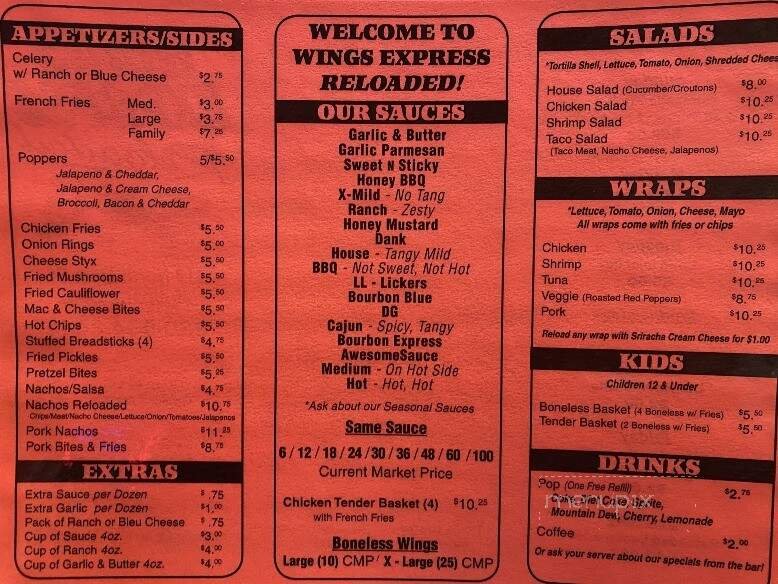 APPETIZERS/SIDES
Celery
w/ Ranch or Blue Cheese $2.75
French Fries Med. $3.00
Large $3.75
Family $7.25
Poppers 5/$5.50
Jalapeno & Cheddar,
Jalapeno & Cream Cheese,
Broccoli, Bacon & Cheddar
Chicken Fries $5.50
Onion Rings $5.00
Cheese Styx $5.50
Fried Mushrooms $5.50
Fried Cauliflower $5.50
Mac & Cheese Bites $5.50
Hot Chips $5.50
Stuffed Breadsticks (4) $4.75
Fried Pickles $5.50
Pretzel Bites $5.25
Nachos/Salsa $4.75
Nachos Reloaded $10.75
Chips/Meat/Nacho Cheese/Lettuce/Onion/Tomatoes/Jalapenos
Pork Nachos $11.25
Pork Bites & Fries $8.75
EXTRAS
Extra Sauce per Dozen $.75
Extra Garlic per Dozen $1.00
Pack of Ranch or Bleu Cheese $.75
Cup of Sauce 4oz. $3.00
Cup of Ranch 4oz. $4.00
Cup of Garlic & Butter 4oz. $4.00
WELCOME TO
WINGS EXPRESS
RELOADED!
OUR SAUCES
Garlic & Butter
Garlic Parmesan
Sweet N Sticky
Honey BBQ
X-Mild - No Tang
Ranch - Zesty
Honey Mustard
Dank
House - Tangy Mild
BBQ - Not Sweet, Not Hot
LL - Lickers
Bourbon Blue
DG
Cajun - Spicy, Tangy
Bourbon Express
AwesomeSauce
Medium - On Hot Side
Hot - Hot, Hot
*Ask about our Seasonal Sauces
Same Sauce
6 / 12 / 18 / 24 / 30 / 36 / 48 / 60 / 100
Current Market Price
Chicken Tender Basket (4) $10.25
with French Fries
Boneless Wings
Large (10) CMP / X - Large (25) CMP
SALADS
*Tortilla Shell, Lettuce, Tomato, Onion, Shredded Chees
House Salad (Cucumber/Croutons) $8.00
Chicken Salad $10.25
Shrimp Salad $10.25
Taco Salad $10.25
(Taco Meat, Nacho Cheese, Jalapenos)
WRAPS
*Lettuce, Tomato, Onion, Cheese, Mayo
All wraps come with fries or chips
Chicken $10.25
Shrimp $10.25
Tuna $10.25
Veggie (Roasted Red Peppers) $8.75
Pork $10.25
Reload any wrap with Sriracha Cream Cheese for $1.00
KIDS
Children 12 & Under
Boneless Basket (4 Boneless w/ Fries) $5.50
Tender Basket (2 Boneless w/ Fries) $5.50
DRINKS
Pop (One Free Refill) $2.75
Coke, Diet Coke, Sprite,
menupix
Mountain Dew, Cherry, Lemonade
Coffee $2.00
Or ask your server about our specials from the bar!